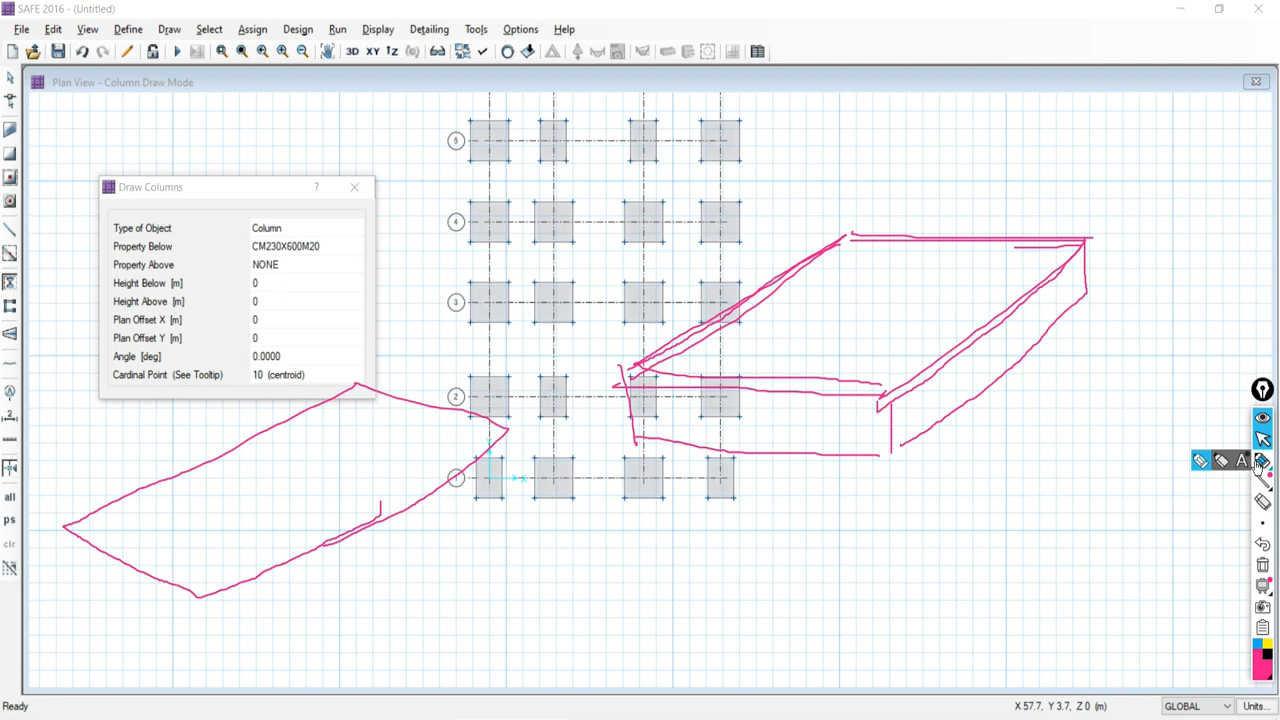 SAFE 2016 - (Untitled)
File Edit View Define Draw Select Assign Design Run Display Detailing Tools Options Help
3D XY
Plan View - Column Draw Mode
Draw Columns ?
Type of Object Column
Property Below CM230X600M20
Property Above NONE
Height Below [m] 0
Height Above [m] 0
Plan Offset X [m] 0
Plan Offset Y [m] 0
Angle [deg] 0.0000
Cardinal Point (See Tooltip) 10 (centroid)
5
4
3
2
1
X
A
all
ps
clr
Ready
X 57.7, Y 3.7, Z 0 (m)
GLOBAL
Units...